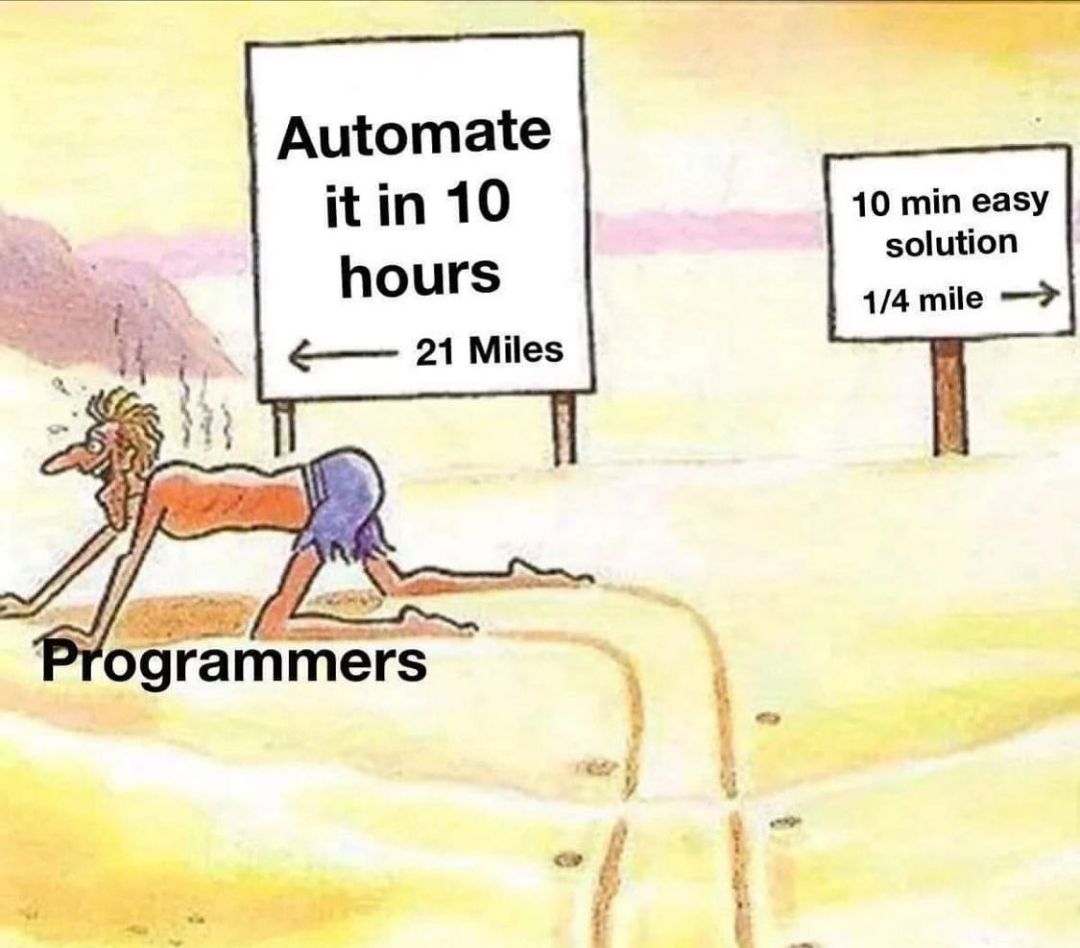 Automate
it in 10
hours
← 21 Miles
10 min easy
solution
1/4 mile →
Programmers